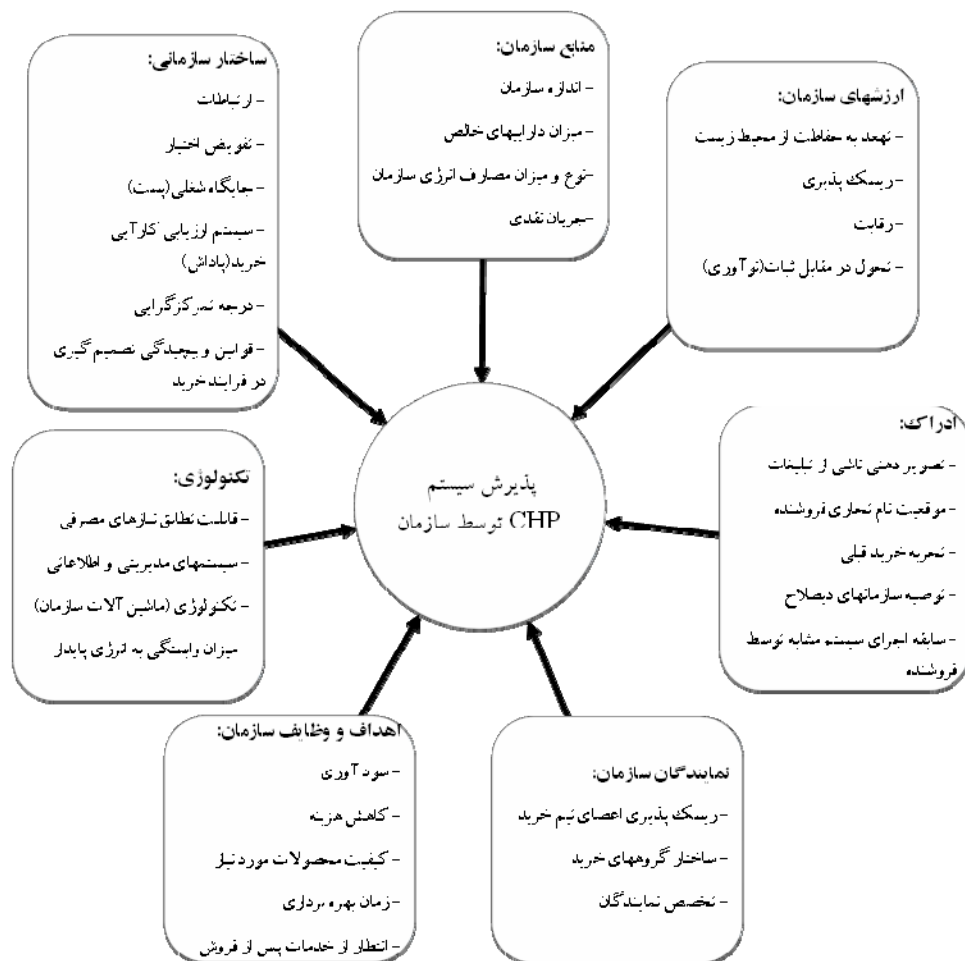 ساختار سازمانی:
- ارتباطات
- تفویض اختیار
- جایگاه شغلی(پست)
- سیستم ارزیابی کارآیی
خرید(پاداش)
- درجه تمرکزگرایی
- قوانین و پیچیدگی تصمیم گیری
در فرایند خرید
منابع سازمان:
- اندازه سازمان
- میزان داراییهای خالص
-نوع و میزان مصارف انرژی سازمان
-جریان نقدی
ارزشهای سازمان:
- تعهد به حفاظت از محیط زیست
- ریسک پذیری
- رقابت
- تحول در مقابل ثبات(نوآوری)
ادراک:
- تصویر ذهنی ناشی از تبلیغات
- موقعیت نام تجاری فروشنده
- تجربه خرید قبلی
- توصیه سازمانهای ذیصلاح
- سابقه اجرای سیستم مشابه توسط
فروشنده
پذیرش سیستم
CHP توسط سازمان
تکنولوژی:
- قابلیت تطابق نیازهای مصرفی
- سیستمهای مدیریتی و اطلاعاتی
- تکنولوژی (ماشین آلات سازمان)
میزان وابستگی به انرژی پایدار
اهداف و وظایف سازمان:
- سود آوری
- کاهش هزینه
- کیفیت محصولات مورد نیاز
- زمان بهره برداری
- انتظار از خدمات پس از فروش
نمایندگان سازمان:
- ریسک پذیری اعضای تیم خرید
- ساختار گروههای خرید
- تخصص نمایندگان